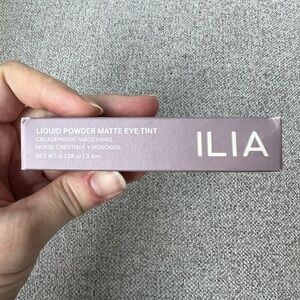 LIQUID POWDER MATTE EYE TINT
CREASEPROOF, SMOOTHING
HORSE CHESTNUT + HONOKIOL
NET WT. 0.12fl oz | 3.5ml
ILIA